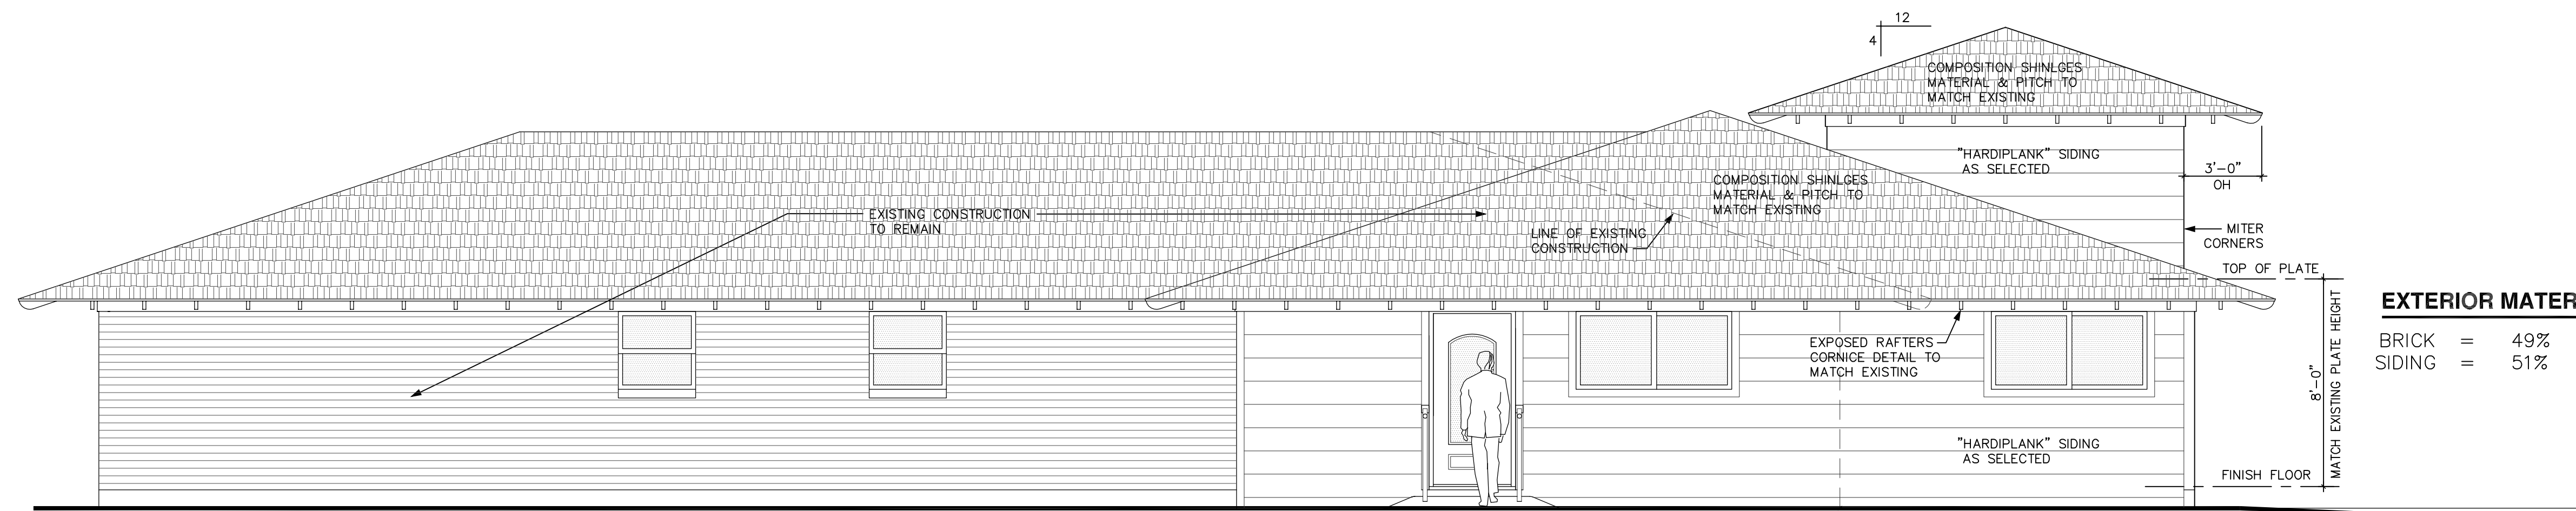 12
4
COMPOSITION SHINLGES
MATERIAL & PITCH TO
MATCH EXISTING
"HARDIPLANK" SIDING
AS SELECTED
3'-0"
OH
COMPOSITION SHINLGES
MATERIAL & PITCH TO
MATCH EXISTING
EXISTING CONSTRUCTION
TO REMAIN
LINE OF EXISTING
CONSTRUCTION
MITER
CORNERS
TOP OF PLATE
EXTERIOR MATER
BRICK = 49%
SIDING = 51%
EXPOSED RAFTERS
CORNICE DETAIL TO
MATCH EXISTING
8'-0"
MATCH EXISTING PLATE HEIGHT
"HARDIPLANK" SIDING
AS SELECTED
FINISH FLOOR